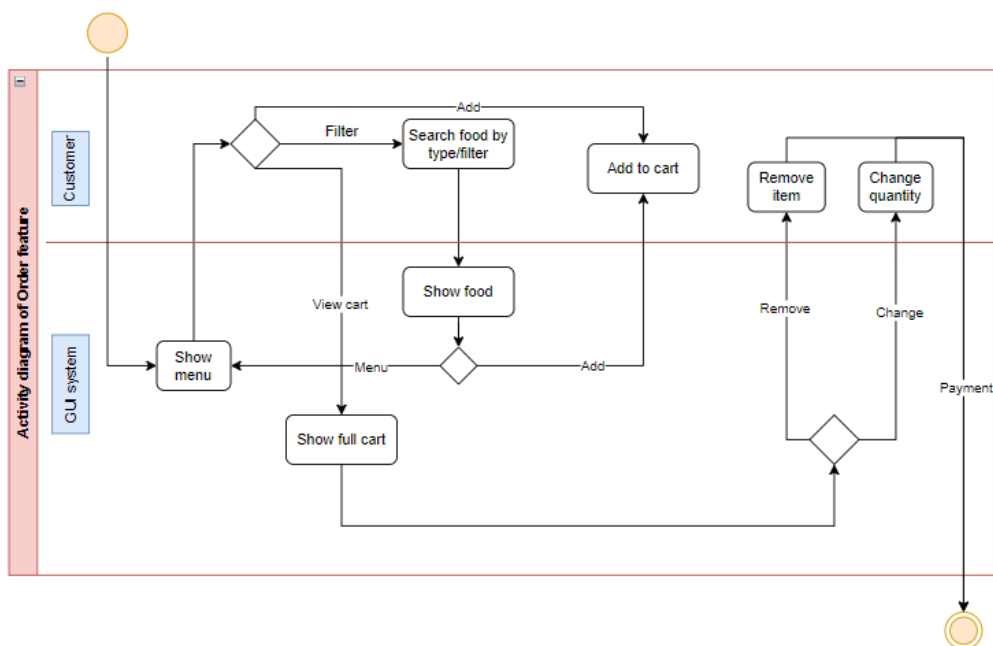 Activity diagram of Order feature
Customer
GUI system
Add
Filter
Search food by
type/filter
Add to cart
Remove
item
Change
quantity
Show food
View cart
Remove
Change
Show
menu
Menu
Add
Payment
Show full cart